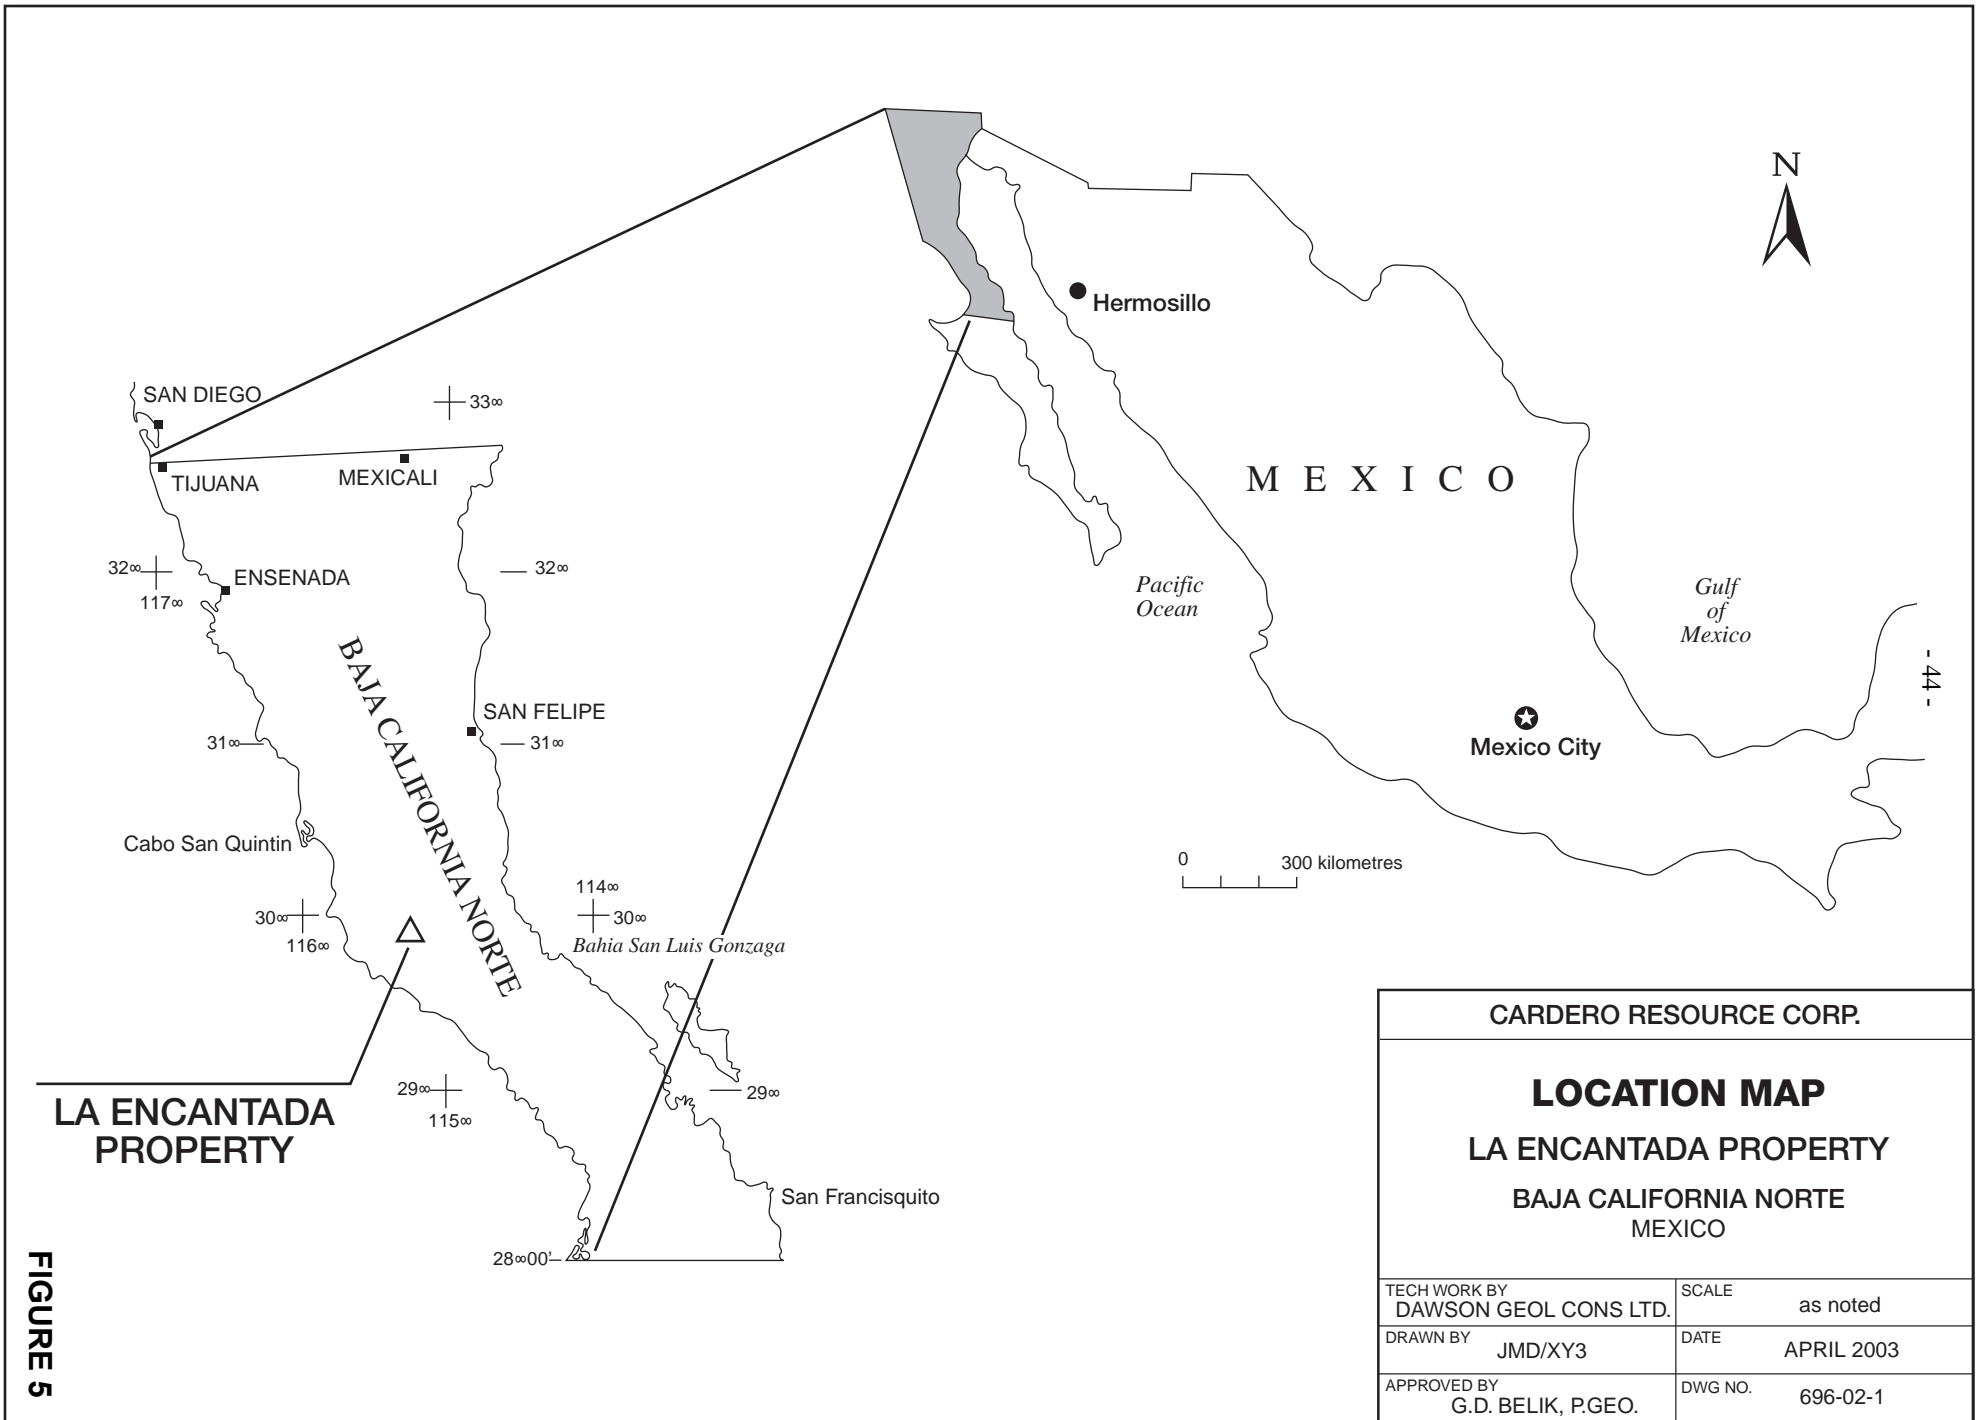 N
Hermosillo
SAN DIEGO
33∞
TIJUANA
MEXICALI
M E X I C O
32∞
117∞
ENSENADA
32∞
Pacific
Ocean
Gulf
of
Mexico
BAJA CALIFORNIA NORTE
- 44 -
SAN FELIPE
31∞
31∞
Mexico City
Cabo San Quintin
0
300 kilometres
114∞
30∞
30∞
116∞
Bahia San Luis Gonzaga
29∞
115∞
29∞
LA ENCANTADA
PROPERTY
San Francisquito
28∞00'
FIGURE 5
CARDERO RESOURCE CORP.
LOCATION MAP
LA ENCANTADA PROPERTY
BAJA CALIFORNIA NORTE
MEXICO
TECH WORK BY
DAWSON GEOL CONS LTD.
SCALE
as noted
DRAWN BY
JMD/XY3
DATE
APRIL 2003
APPROVED BY
G.D. BELIK, P.GEO.
DWG NO.
696-02-1